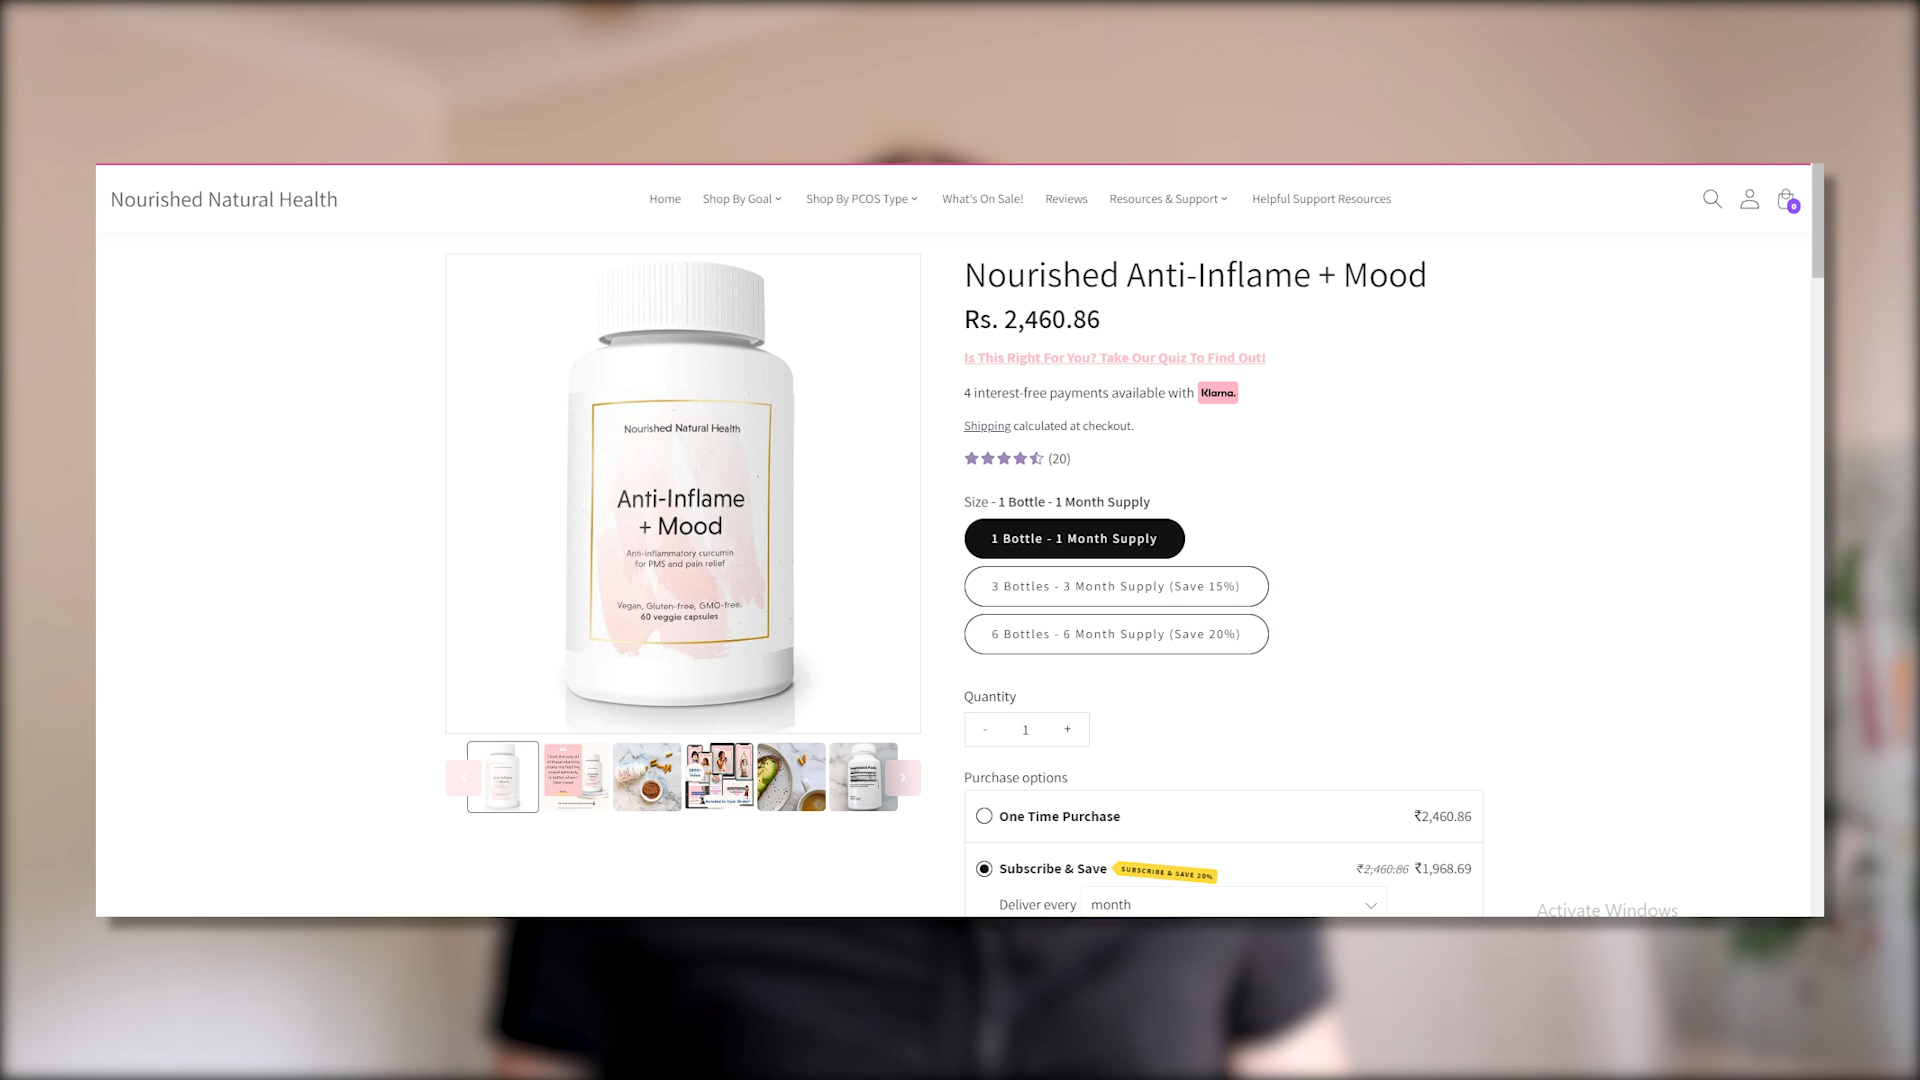 Nourished Natural Health
Home
Shop By Goal
Shop By PCOS Type
What's On Sale!
Reviews
Resources & Support
Helpful Support Resources
0
Nourished Natural Health
Anti-Inflame
+ Mood
Anti-inflammatory curcumin
for PMS and pain relief
Vegan, Gluten-free, GMO-free.
60 veggie capsules
Nourished Anti-Inflame + Mood
Rs. 2,460.86
Is This Right For You? Take Our Quiz To Find Out!
4 interest-free payments available with Klarna.
Shipping calculated at checkout.
(20)
Size - 1 Bottle - 1 Month Supply
1 Bottle - 1 Month Supply
3 Bottles - 3 Month Supply (Save 15%)
6 Bottles - 6 Month Supply (Save 20%)
Quantity
- 1 +
Purchase options
One Time Purchase ₹2,460.86
Subscribe & Save SUBSCRIBE & SAVE 20% ₹2,460.86 ₹1,968.69
Deliver every month
Activate Windows